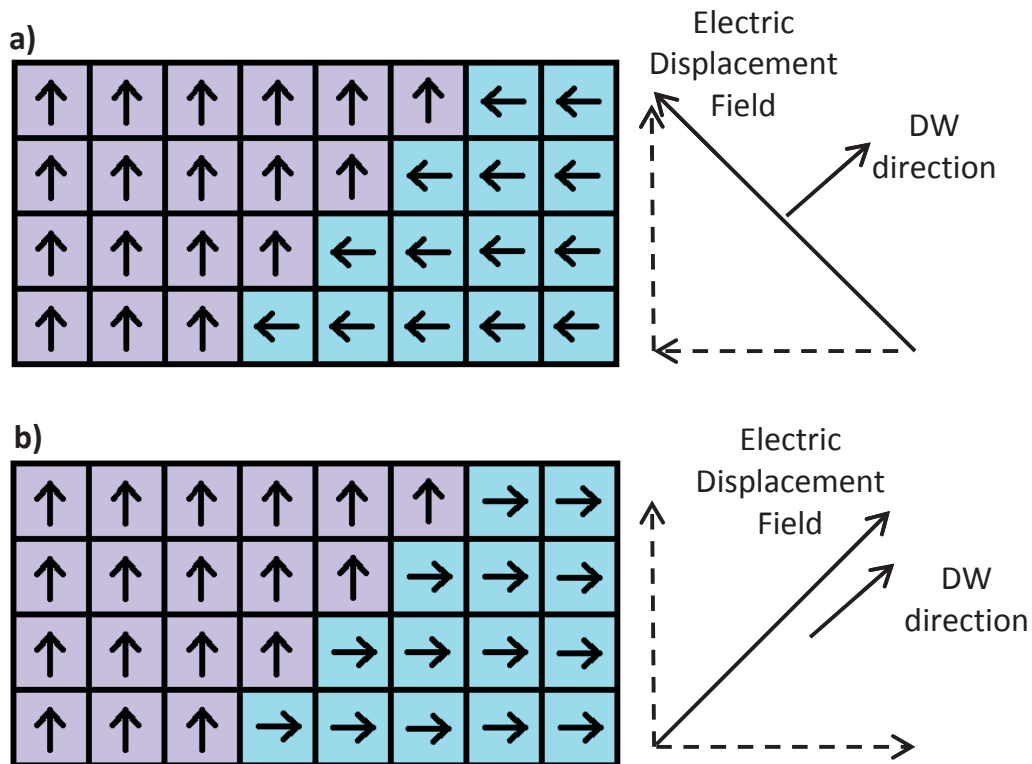 a)
Electric
Displacement
Field
DW
direction
b)
Electric
Displacement
Field
DW
direction